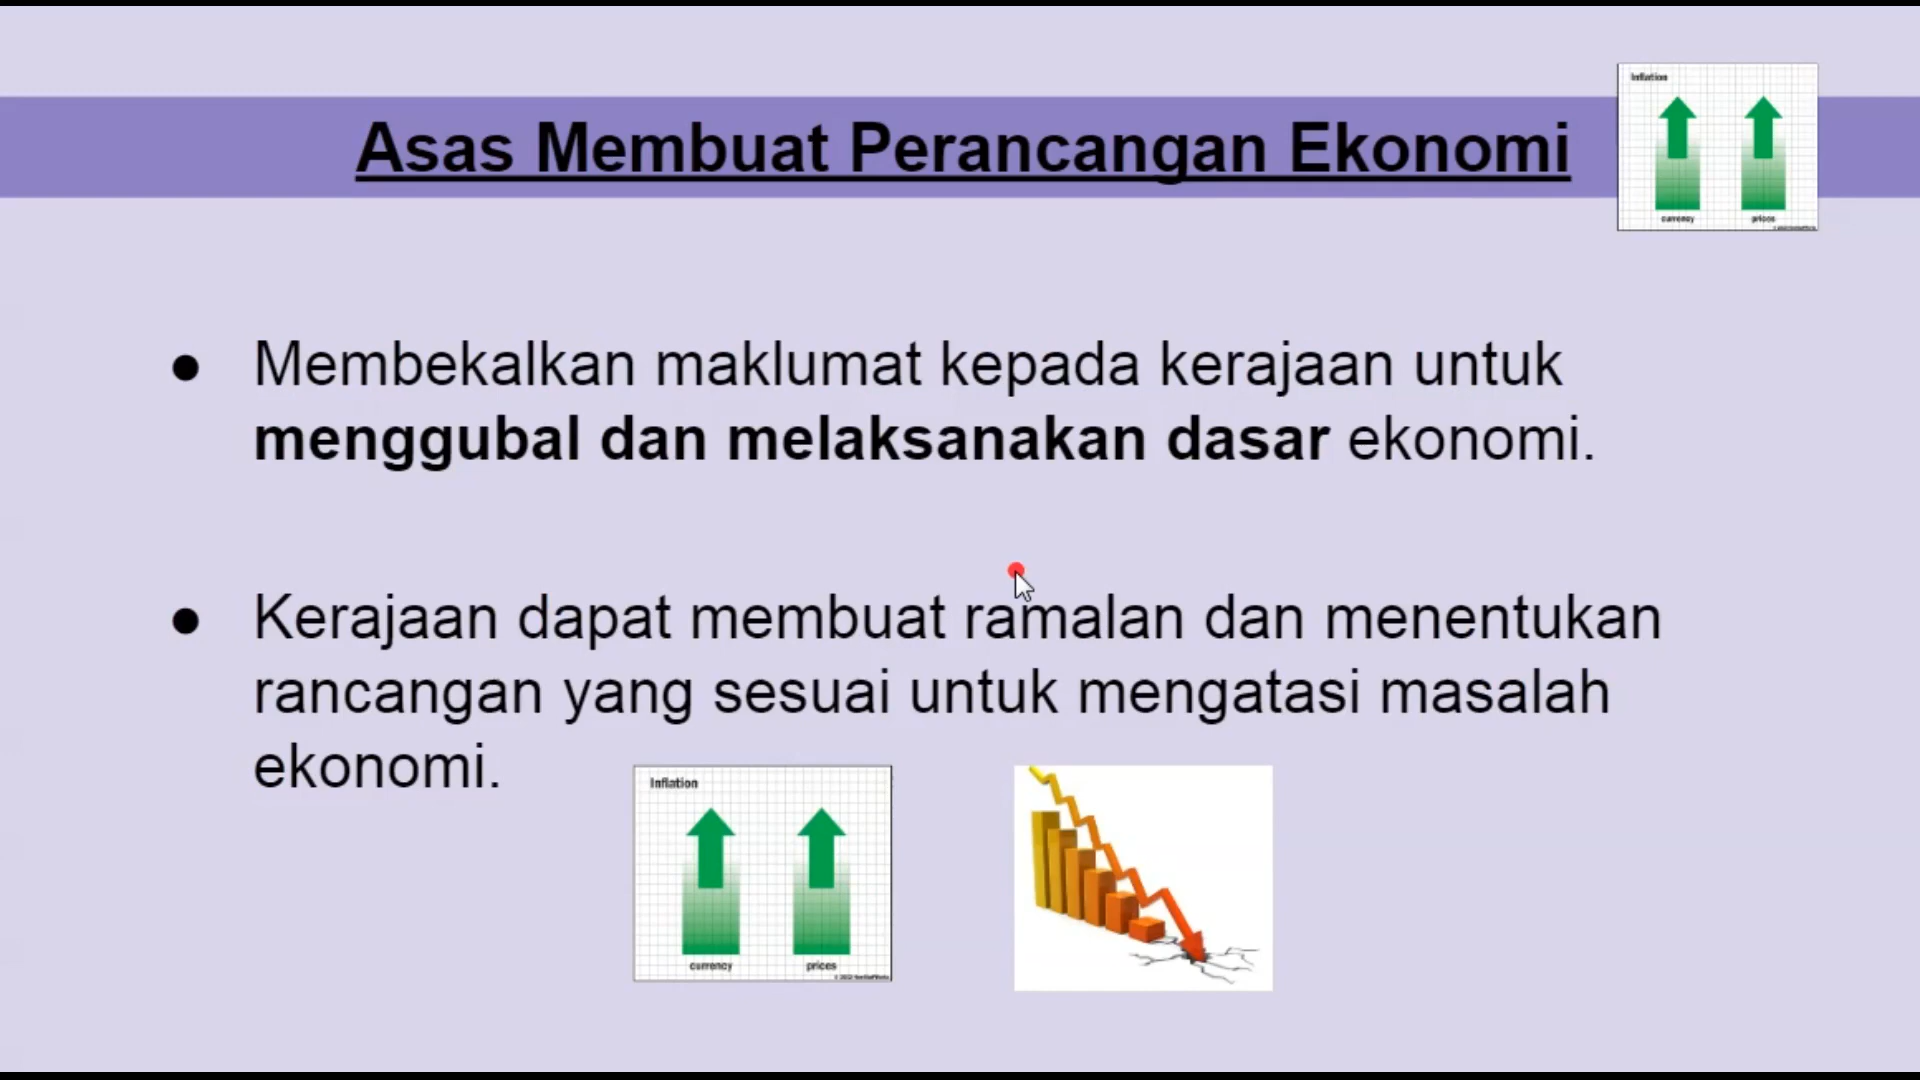 Asas Membuat Perancangan Ekonomi
Inflation
currency prices
Membekalkan maklumat kepada kerajaan untuk
menggubal dan melaksanakan dasar ekonomi.
Kerajaan dapat membuat ramalan dan menentukan
rancangan yang sesuai untuk mengatasi masalah
ekonomi.
Inflation
currency prices